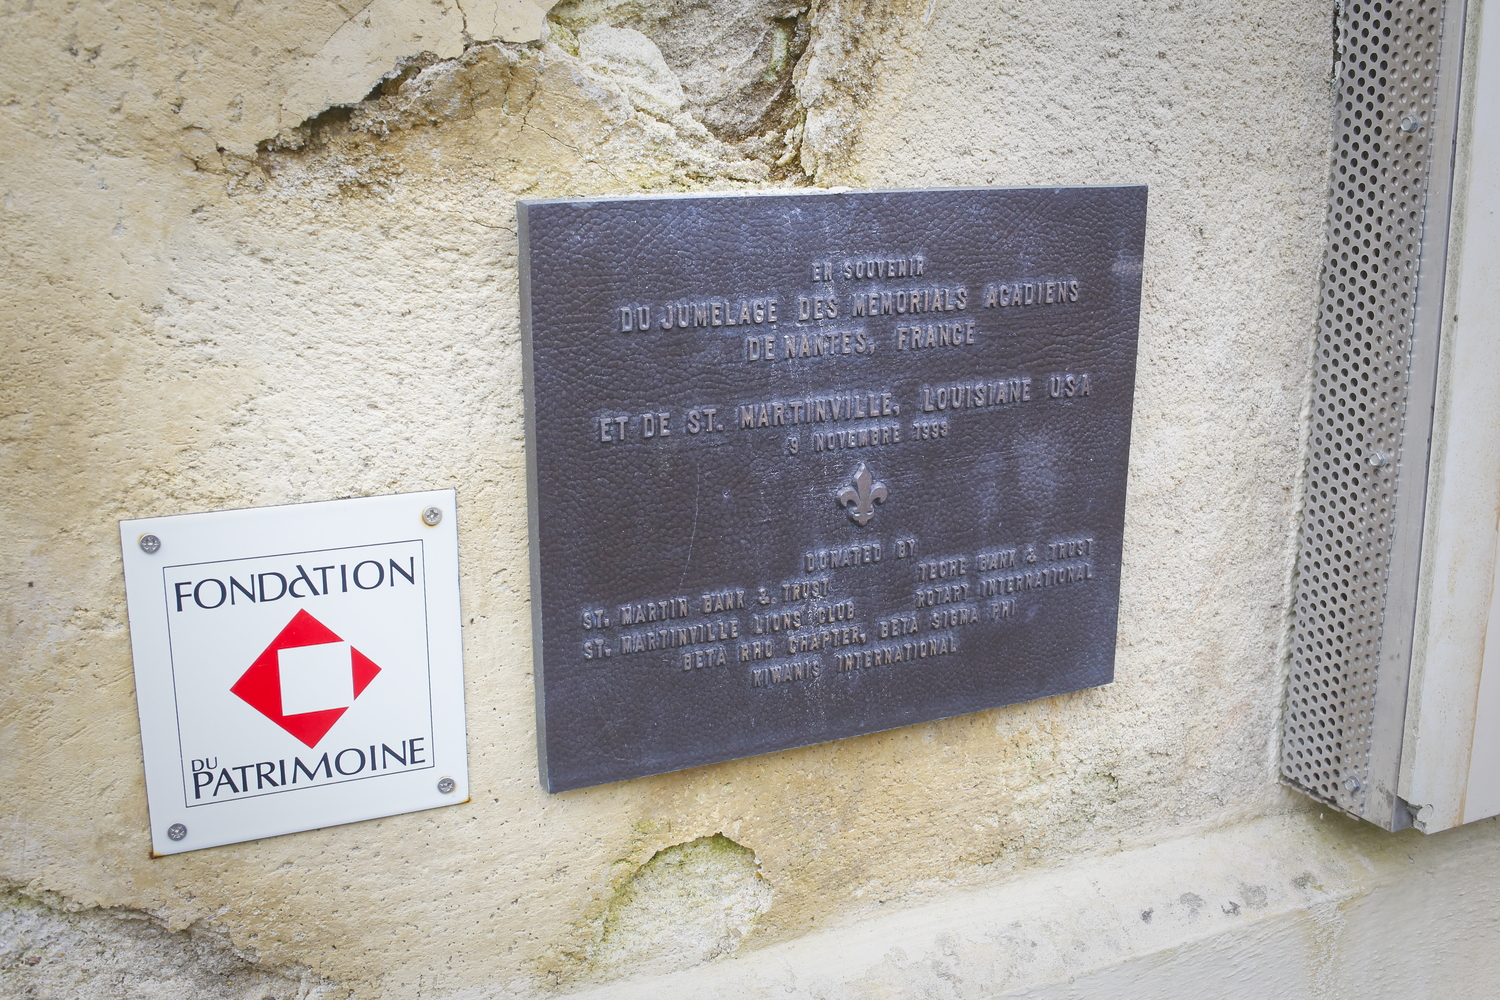 EN SOUVENIR
DU JUMELAGE DES MEMORIALS ACADIENS
DE NANTES, FRANCE
ET DE ST. MARTINVILLE, LOUISIANE USA
9 NOVEMBRE 1993
DONATED BY
ST. MARTIN BANK & TRUST TECHE BANK & TRUST
ST. MARTINVILLE LIONS CLUB ROTARY INTERNATIONAL
BETA RHO CHAPTER, BETA SIGMA PHI
KIWANIS INTERNATIONAL
FONDATION
DU
PATRIMOINE